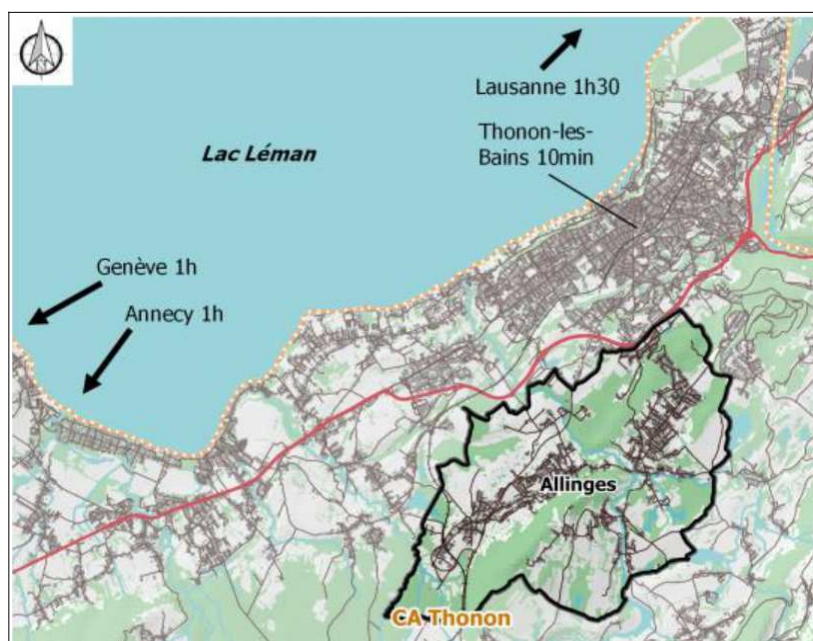 Lausanne 1h30
Thonon-les-
Bains 10min
Lac Léman
Genève 1h
Annecy 1h
Allinges
CA Thonon